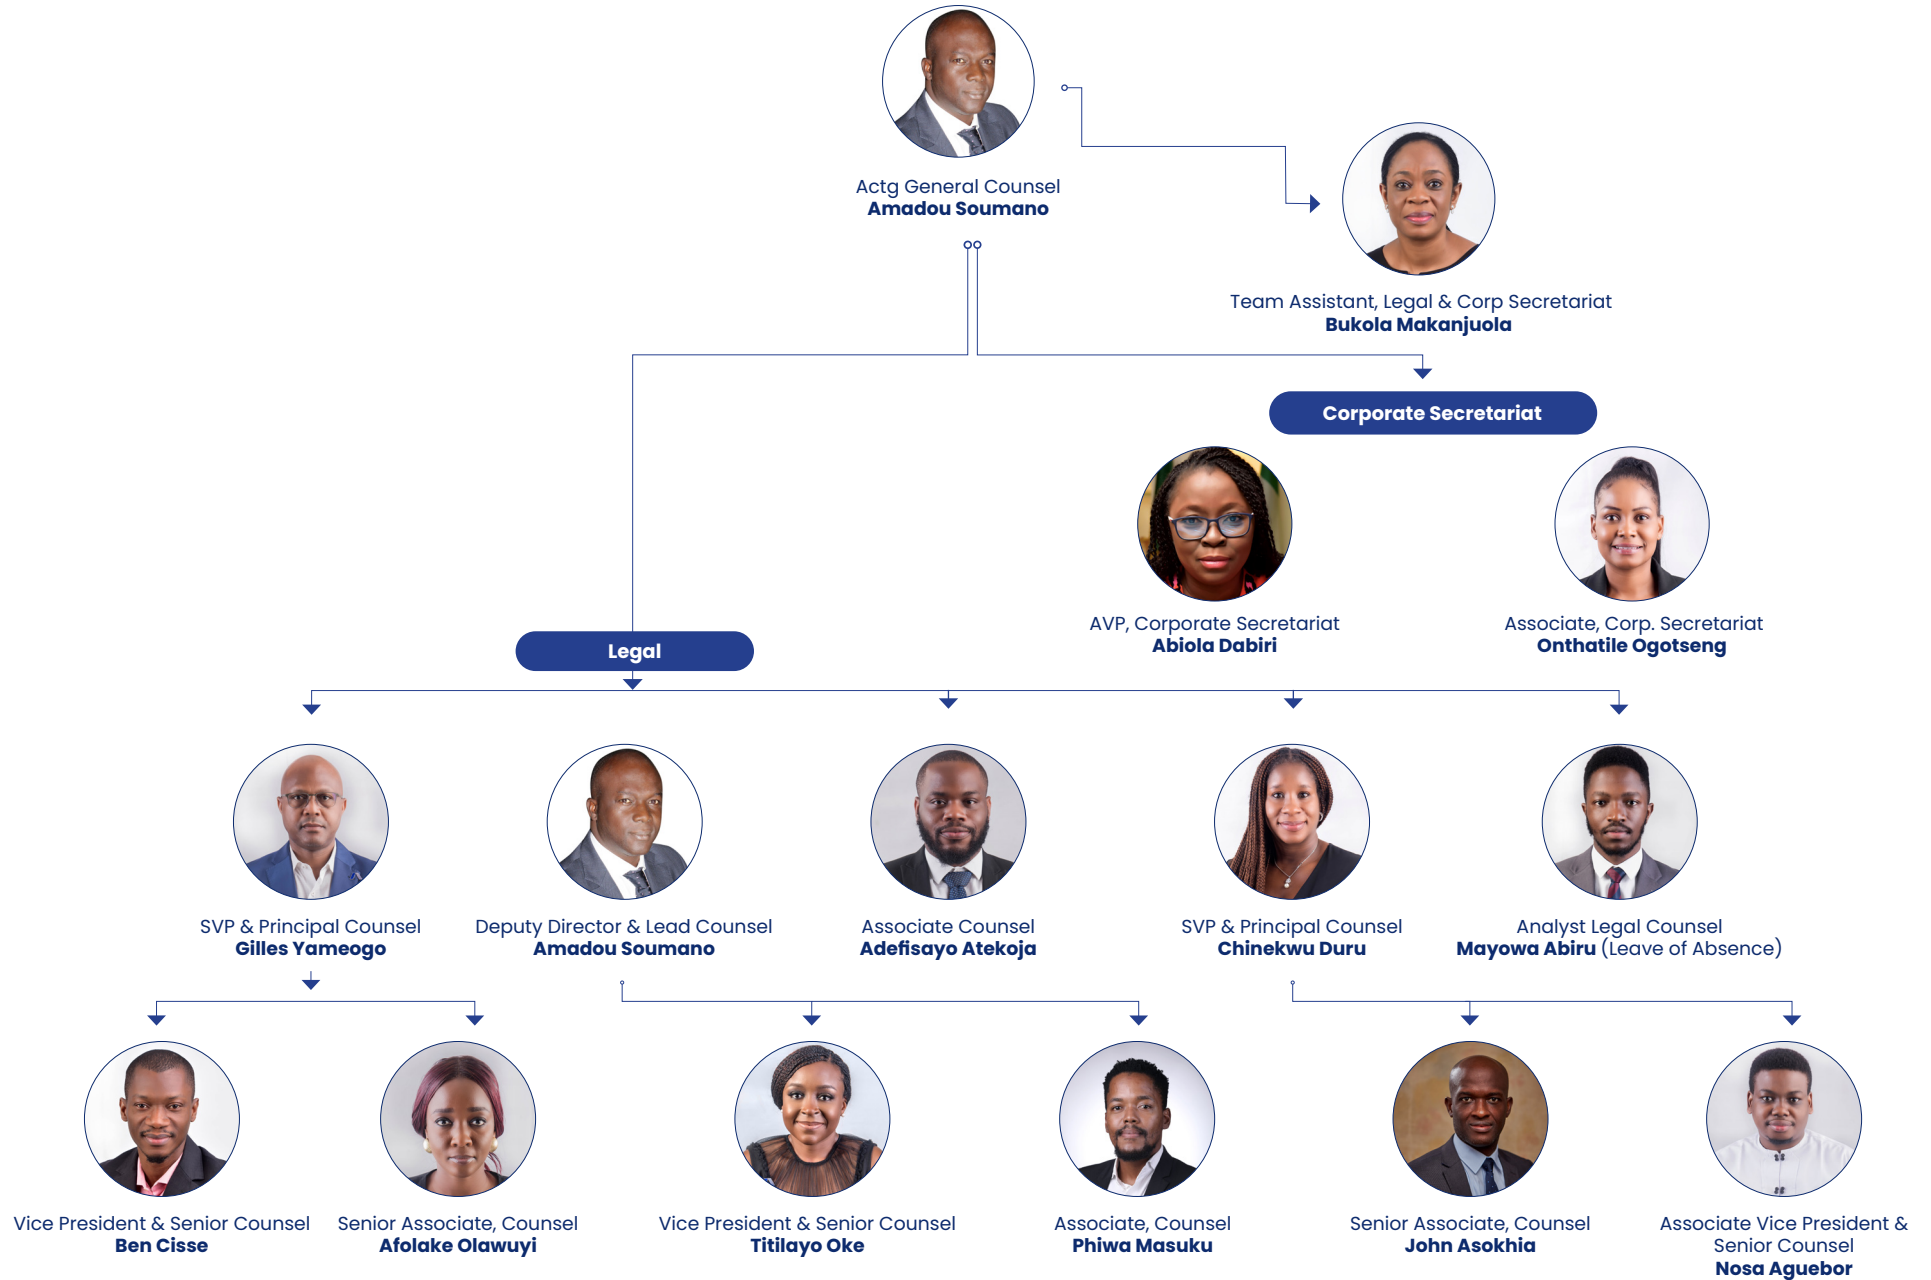 Actg General Counsel
Amadou Soumano
Team Assistant, Legal & Corp Secretariat
Bukola Makanjuola
Corporate Secretariat
AVP, Corporate Secretariat
Abiola Dabiri
Associate, Corp. Secretariat
Onthatile Ogotseng
Legal
SVP & Principal Counsel
Gilles Yameogo
Deputy Director & Lead Counsel
Amadou Soumano
Associate Counsel
Adefisayo Atekoja
SVP & Principal Counsel
Chinekwu Duru
Analyst Legal Counsel
Mayowa Abiru (Leave of Absence)
Vice President & Senior Counsel
Ben Cisse
Senior Associate, Counsel
Afolake Olawuyi
Vice President & Senior Counsel
Titilayo Oke
Associate, Counsel
Phiwa Masuku
Senior Associate, Counsel
John Asokhia
Associate Vice President &
Senior Counsel
Nosa Aguebor